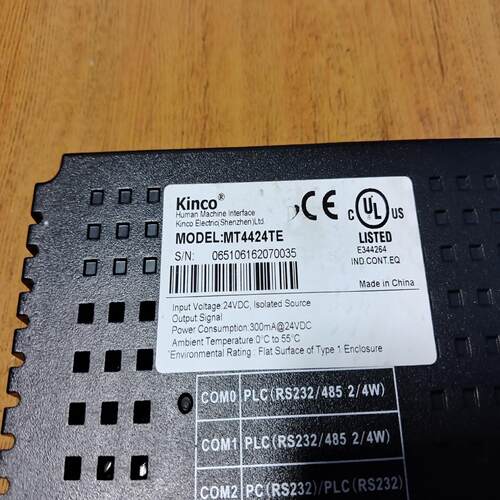 Kinco®
Human Machine Interface
Kinco Electric(Shenzhen)Ltd.
MODEL:MT4424TE
S/N: 065106162070035
CE
C UL US
LISTED
E344264
IND.CONT.EQ
Made in China
Input Voltage:24VDC, Isolated Source
Output Signal
Power Consumption:300mA@24VDC
Ambient Temperature:0°C to 55°C
*Environmental Rating : Flat Surface of Type 1 Enclosure
COM0 PLC(RS232/485 2/4W)
COM1 PLC(RS232/485 2/4W)
COM2 PC(RS232)/PLC(RS232)